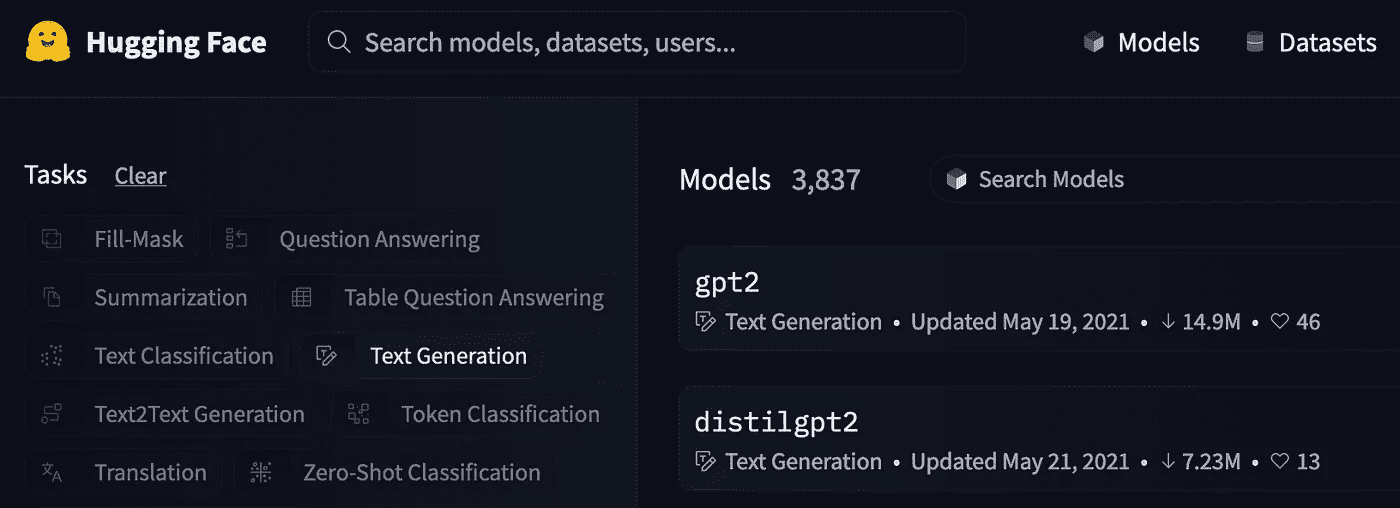 Hugging Face Search models, datasets, users... Models Datasets
Tasks Clear
Fill-Mask Question Answering
Summarization Table Question Answering
Text Classification Text Generation
Text2Text Generation Token Classification
Translation Zero-Shot Classification
Models 3,837 Search Models
gpt2
Text Generation • Updated May 19, 2021 • ↓ 14.9M • ♡ 46
distilgpt2
Text Generation • Updated May 21, 2021 • ↓ 7.23M • ♡ 13